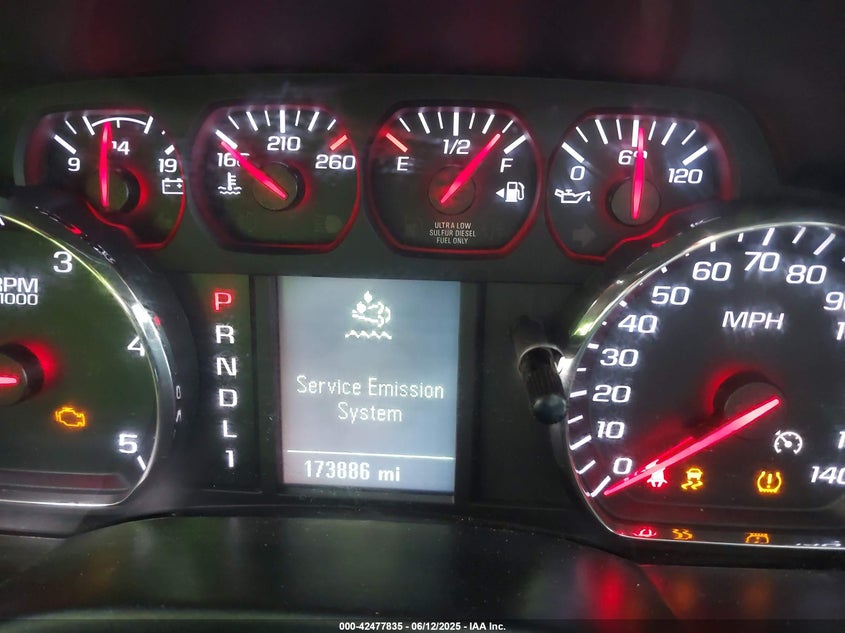 9 14 19
160 210 260
E 1/2 F
ULTRA LOW
SULFUR DIESEL
FUEL ONLY
0 120
3
4
5
RPM
1000
P
R
N
D
L
1
Service Emission
System
173886 mi
0
10
20
30
40
50
60
70
80
MPH
140
000-42477835 - 06/12/2025 - IAA Inc.